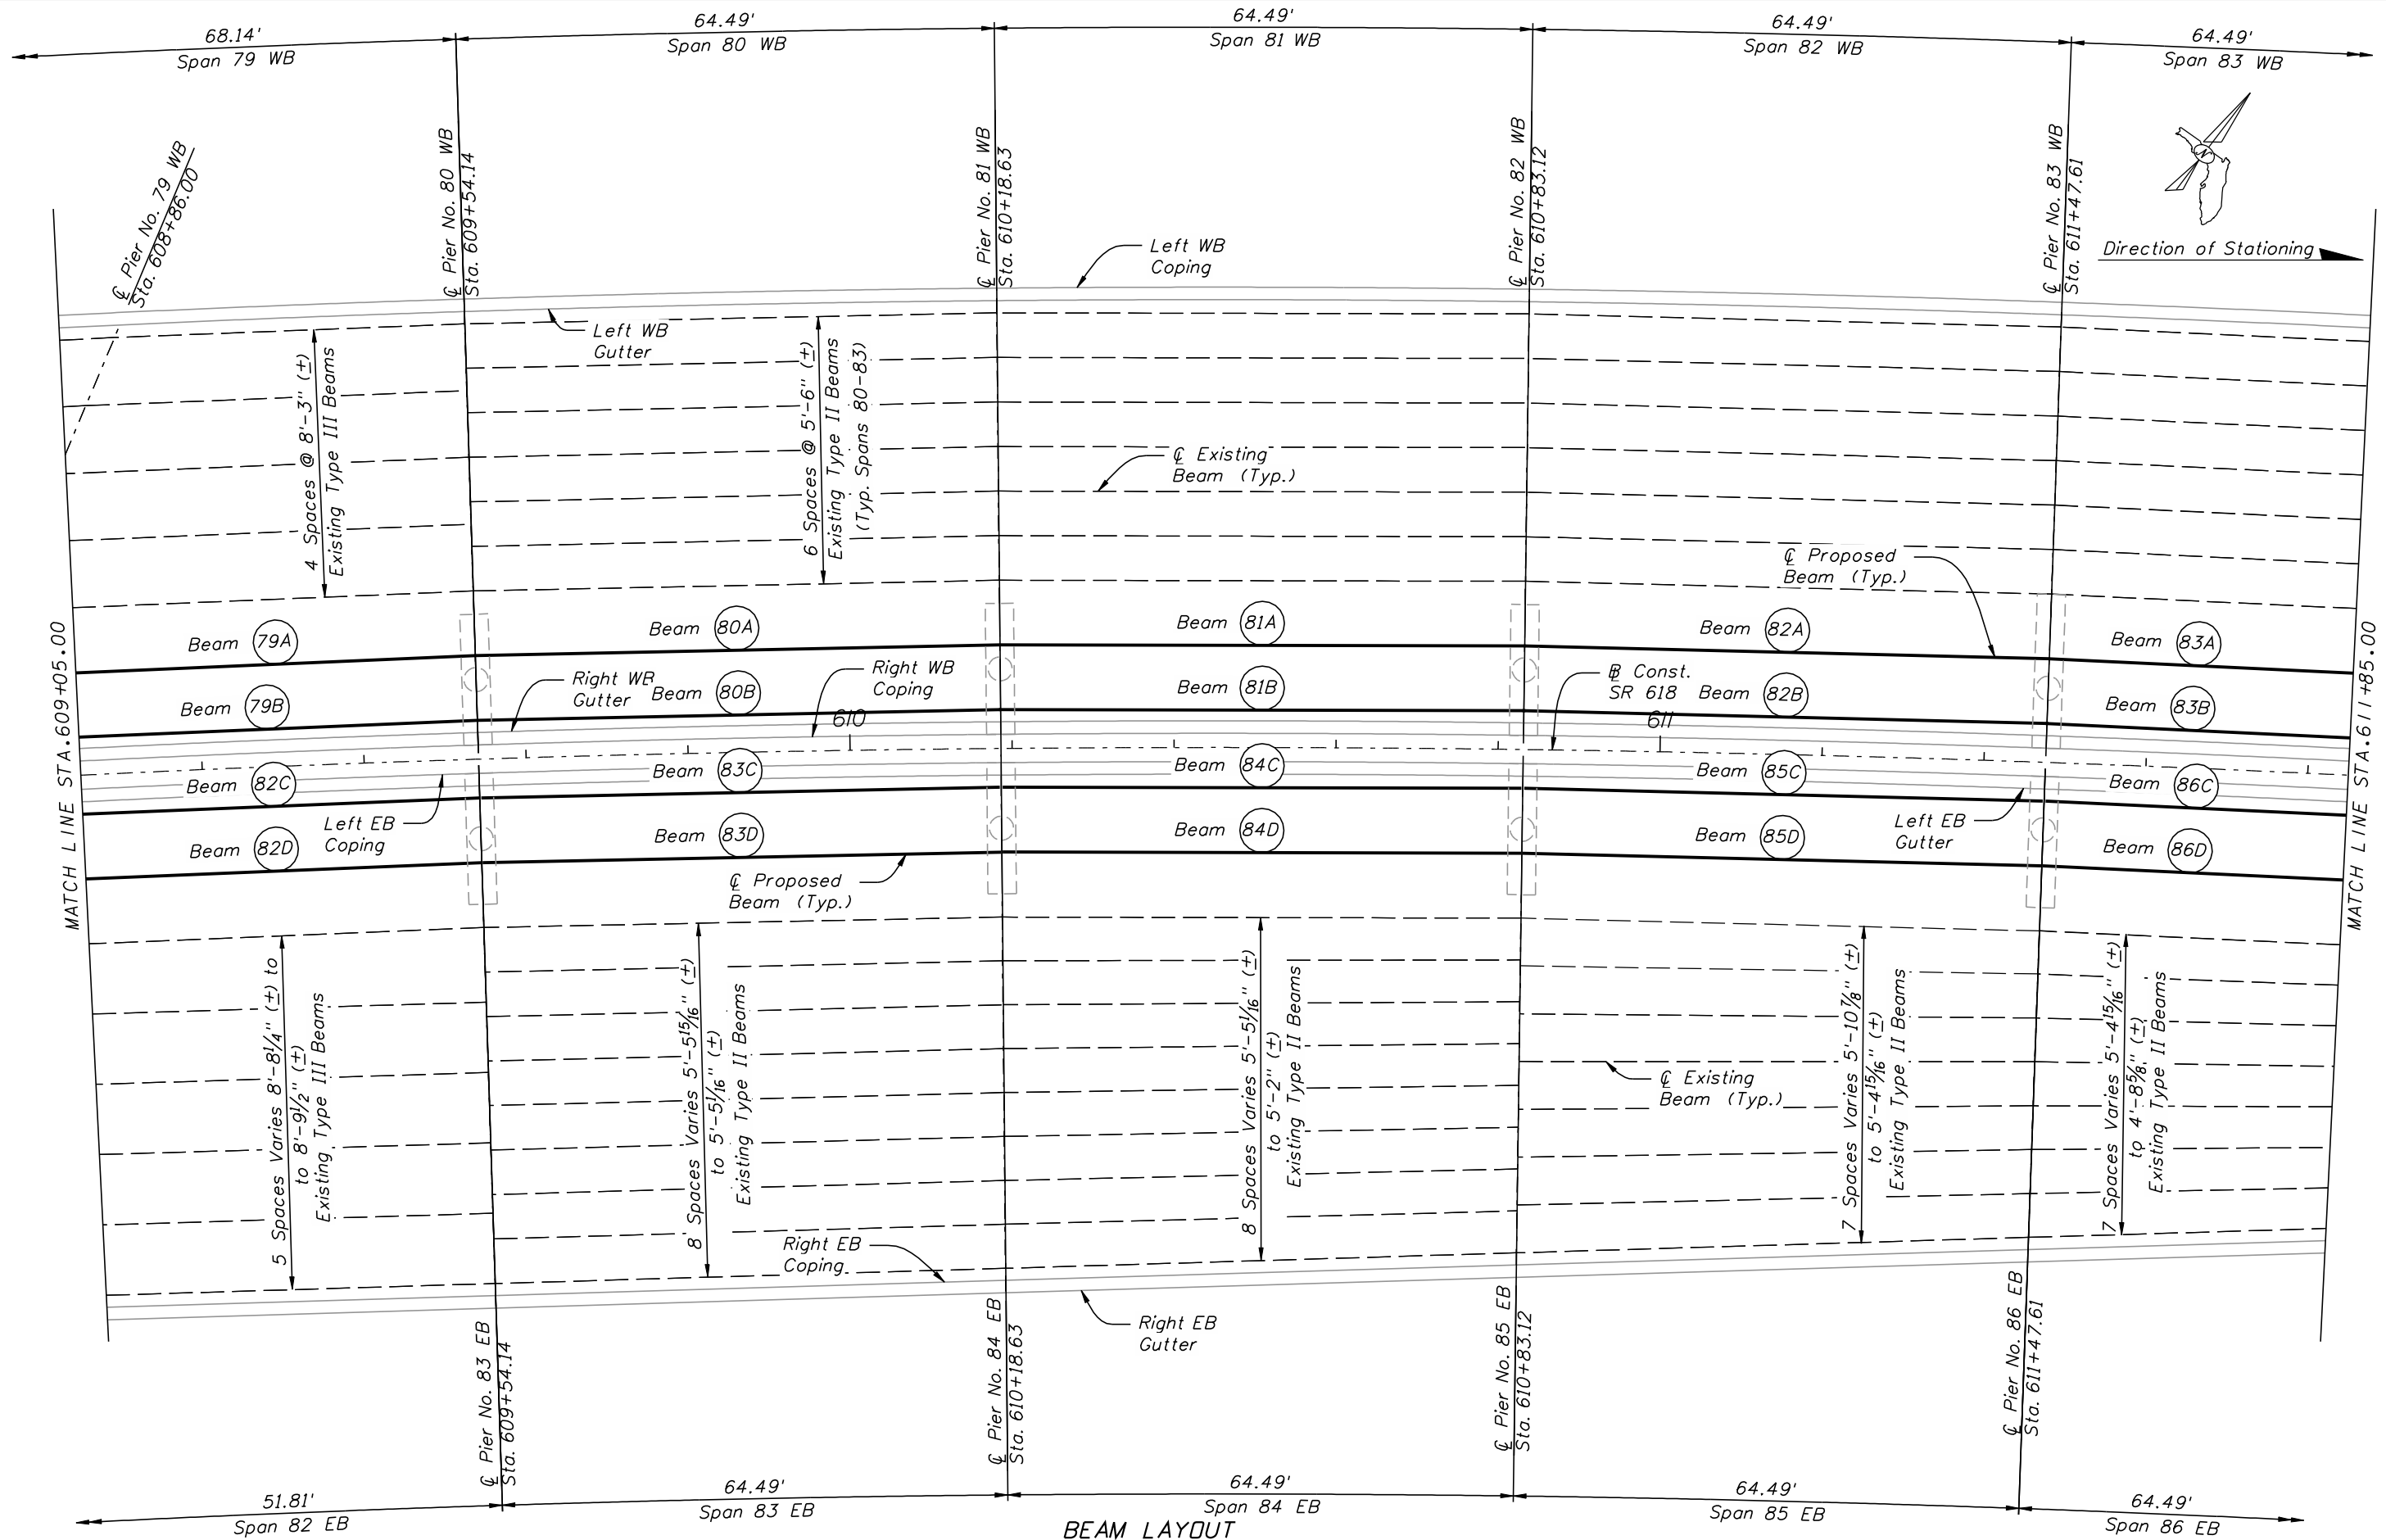 68.14'
Span 79 WB
64.49'
Span 80 WB
64.49'
Span 81 WB
64.49'
Span 82 WB
64.49'
Span 83 WB
℄ Pier No. 79 WB
Sta. 608+86.00
℄ Pier No. 80 WB
Sta. 609+54.14
℄ Pier No. 81 WB
Sta. 610+18.63
℄ Pier No. 82 WB
Sta. 610+83.12
℄ Pier No. 83 WB
Sta. 611+47.61
N
Direction of Stationing
Left WB
Coping
Left WB
Gutter
4 Spaces @ 8'-3" (±)
Existing Type III Beams
6 Spaces @ 5'-6" (±)
Existing Type II Beams
(Typ. Spans 80-83)
℄ Existing
Beam (Typ.)
℄ Proposed
Beam (Typ.)
MATCH LINE STA. 609+05.00
MATCH LINE STA. 611+85.00
Beam 79A
Beam 80A
Beam 81A
Beam 82A
Beam 83A
Right WB
Gutter
Right WB
Coping
B Const.
SR 618
Beam 79B
Beam 80B
Beam 81B
Beam 82B
Beam 83B
610
611
Beam 82C
Beam 83C
Beam 84C
Beam 85C
Beam 86C
Left EB
Coping
Left EB
Gutter
Beam 82D
Beam 83D
Beam 84D
Beam 85D
Beam 86D
℄ Proposed
Beam (Typ.)
5 Spaces Varies 8'-8¼" (±) to
to 8'-9½" (±)
Existing Type III Beams
8 Spaces Varies 5'-5 15/16" (±)
to 5'-5 1/16" (±)
Existing Type II Beams
8 Spaces Varies 5'-5 1/16" (±)
to 5'-2" (±)
Existing Type II Beams
7 Spaces Varies 5'-10⅞" (±)
to 5'-4 15/16" (±)
Existing Type II Beams
7 Spaces Varies 5'-4 15/16" (±)
to 4'-8⅝" (±)
Existing Type II Beams
℄ Existing
Beam (Typ.)
Right EB
Coping
Right EB
Gutter
℄ Pier No. 83 EB
Sta. 609+54.14
℄ Pier No. 84 EB
Sta. 610+18.63
℄ Pier No. 85 EB
Sta. 610+83.12
℄ Pier No. 86 EB
Sta. 611+47.61
51.81'
Span 82 EB
64.49'
Span 83 EB
64.49'
Span 84 EB
64.49'
Span 85 EB
64.49'
Span 86 EB
BEAM LAYOUT